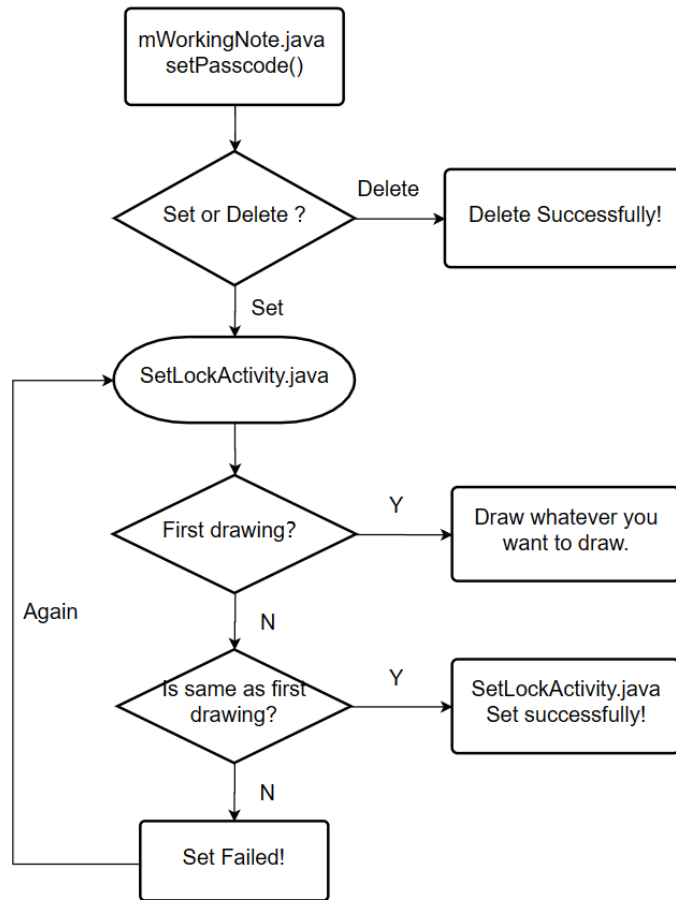 mWorkingNote.java
setPasscode()
Set or Delete ?
Delete
Delete Successfully!
Set
SetLockActivity.java
First drawing?
Y
Draw whatever you
want to draw.
Again
N
Is same as first
drawing?
Y
SetLockActivity.java
Set successfully!
N
Set Failed!